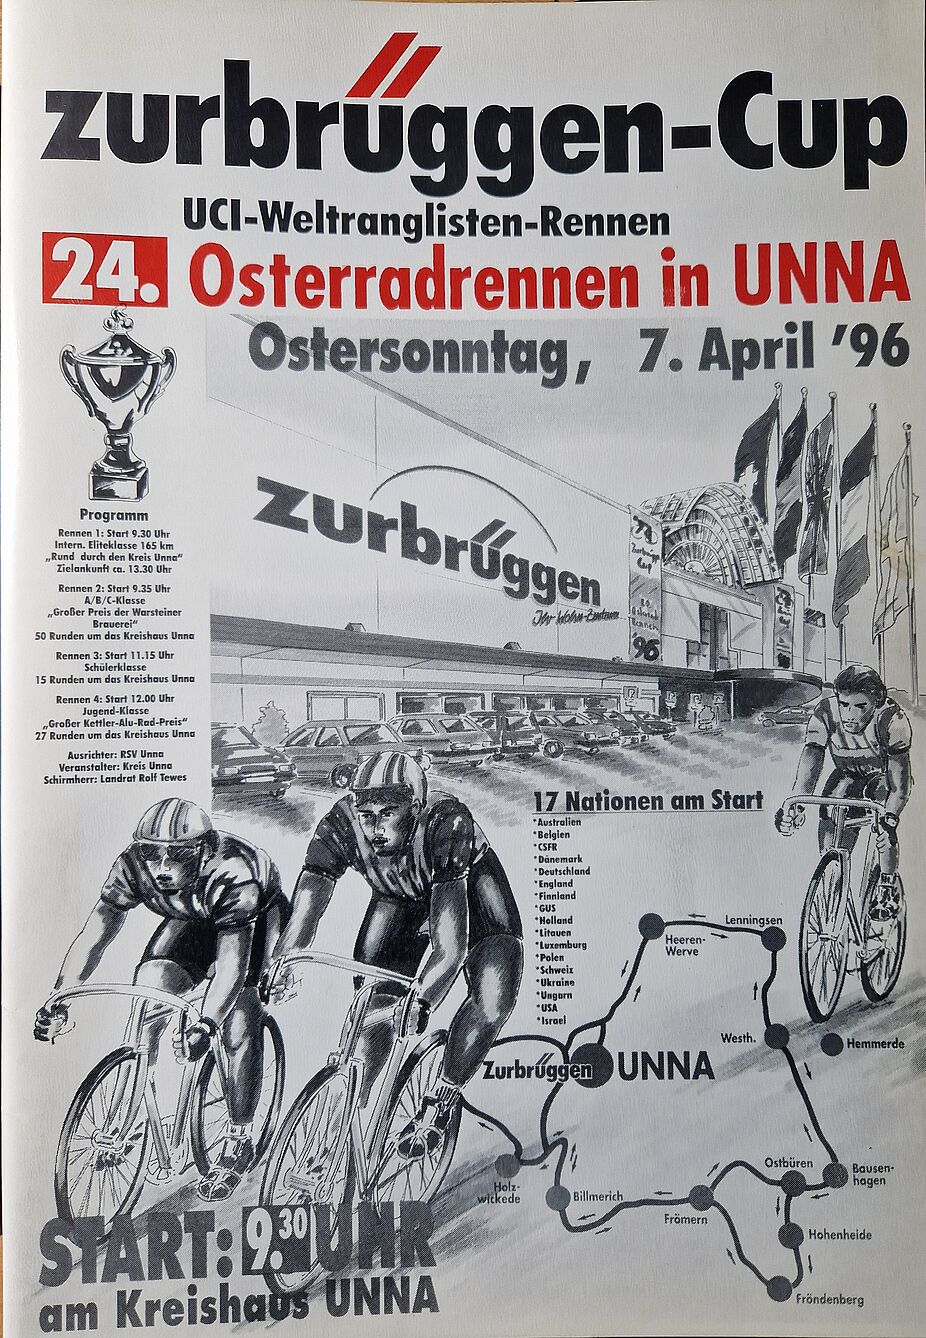 zurbrüggen-Cup
UCI-Weltranglisten-Rennen
24. Osterradrennen in UNNA
Ostersonntag, 7. April '96
Programm
Rennen 1: Start 9.30 Uhr
Intern. Eliteklasse 165 km
„Rund durch den Kreis Unna“
Zielankunft ca. 13.30 Uhr
Rennen 2: Start 9.35 Uhr
A/B/C-Klasse
„Großer Preis der Warsteiner
Brauerei“
50 Runden um das Kreishaus Unna
Rennen 3: Start 11.15 Uhr
Schülerklasse
15 Runden um das Kreishaus Unna
Rennen 4: Start 12.00 Uhr
Jugend-Klasse
„Großer Kettler-Alu-Rad-Preis“
27 Runden um das Kreishaus Unna
Ausrichter: RSV Unna
Veranstalter: Kreis Unna
Schirmherr: Landrat Rolf Tewes
zurbrüggen
Ihr Wohn-Zentrum
Zurbrüggen
Cup
'96
17 Nationen am Start
*Australien
*Belgien
*CSFR
*Dänemark
*Deutschland
*England
*Finnland
*GUS
*Holland
*Litauen
*Luxemburg
*Polen
*Schweiz
*Ukraine
*Ungarn
*USA
*Israel
Lenningsen
Heeren-
Werve
Westh.
Hemmerde
Zurbrüggen
UNNA
Holz-
wickede
Billmerich
Ostbüren
Bausen-
hagen
Frömern
Hohenheide
Fröndenberg
START: 9.30 UHR
am Kreishaus UNNA